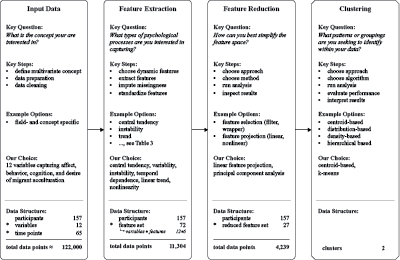 Input Data
Key Question:
What is the concept your are
interested in?
Key Steps:
• define multivariate concept
• data preparation
• data cleaning
Example Options:
• field- and concept specific
Our Choice:
12 variables capturing affect,
behavior, cognition, and desire
of migrant acculturation
Data Structure:
participants 157
* variables 12
* time points 65
total data points ≈ 122,000
Feature Extraction
Key Question:
What types of psychological
processes are you interested in
capturing?
Key Steps:
• choose dynamic features
• extract features
• impute missingness
• standardize features
Example Options:
• central tendency
• instability
• trend
• ..., see Table 3
Our Choice:
central tendency, variability,
instability, temporal
dependence, linear trend,
nonlinearity
Data Structure:
participants 157
* feature set 72
variables × features 12×6
total data points 11,304
Feature Reduction
Key Question:
How can you best simplify the
feature space?
Key Steps:
• choose approach
• choose method
• run analysis
• inspect results
Example Options:
• feature selection (filter,
wrapper)
• feature projection (linear,
nonlinear)
Our Choice:
linear feature projection,
principal component analysis
Data Structure:
participants 157
* reduced feature set 27
total data points 4,239
Clustering
Key Question:
What patterns or groupings
are you seeking to identify
within your data?
Key Steps:
• choose approach
• choose algorithm
• run analysis
• evaluate performance
• interpret results
Example Options:
• centroid-based
• distribution-based
• density-based
• hierarchical based
Our Choice:
centroid-based,
k-means
Data Structure:
clusters 2